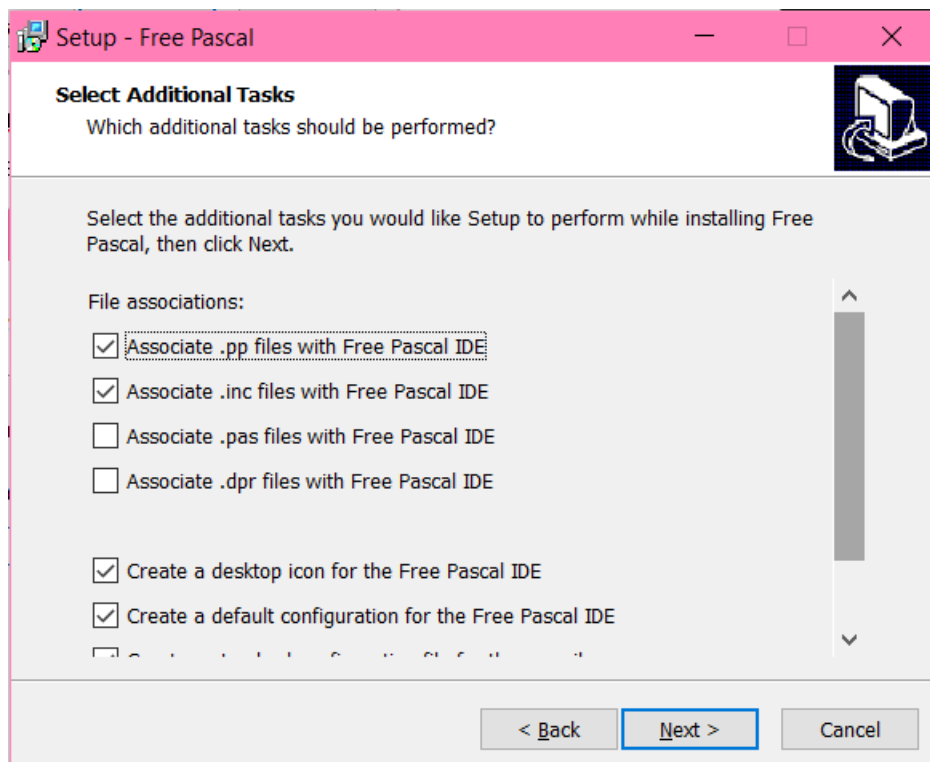 Setup - Free Pascal
Select Additional Tasks
Which additional tasks should be performed?
Select the additional tasks you would like Setup to perform while installing Free
Pascal, then click Next.
File associations:
Associate .pp files with Free Pascal IDE
Associate .inc files with Free Pascal IDE
Associate .pas files with Free Pascal IDE
Associate .dpr files with Free Pascal IDE
Create a desktop icon for the Free Pascal IDE
Create a default configuration for the Free Pascal IDE
< Back
Next >
Cancel